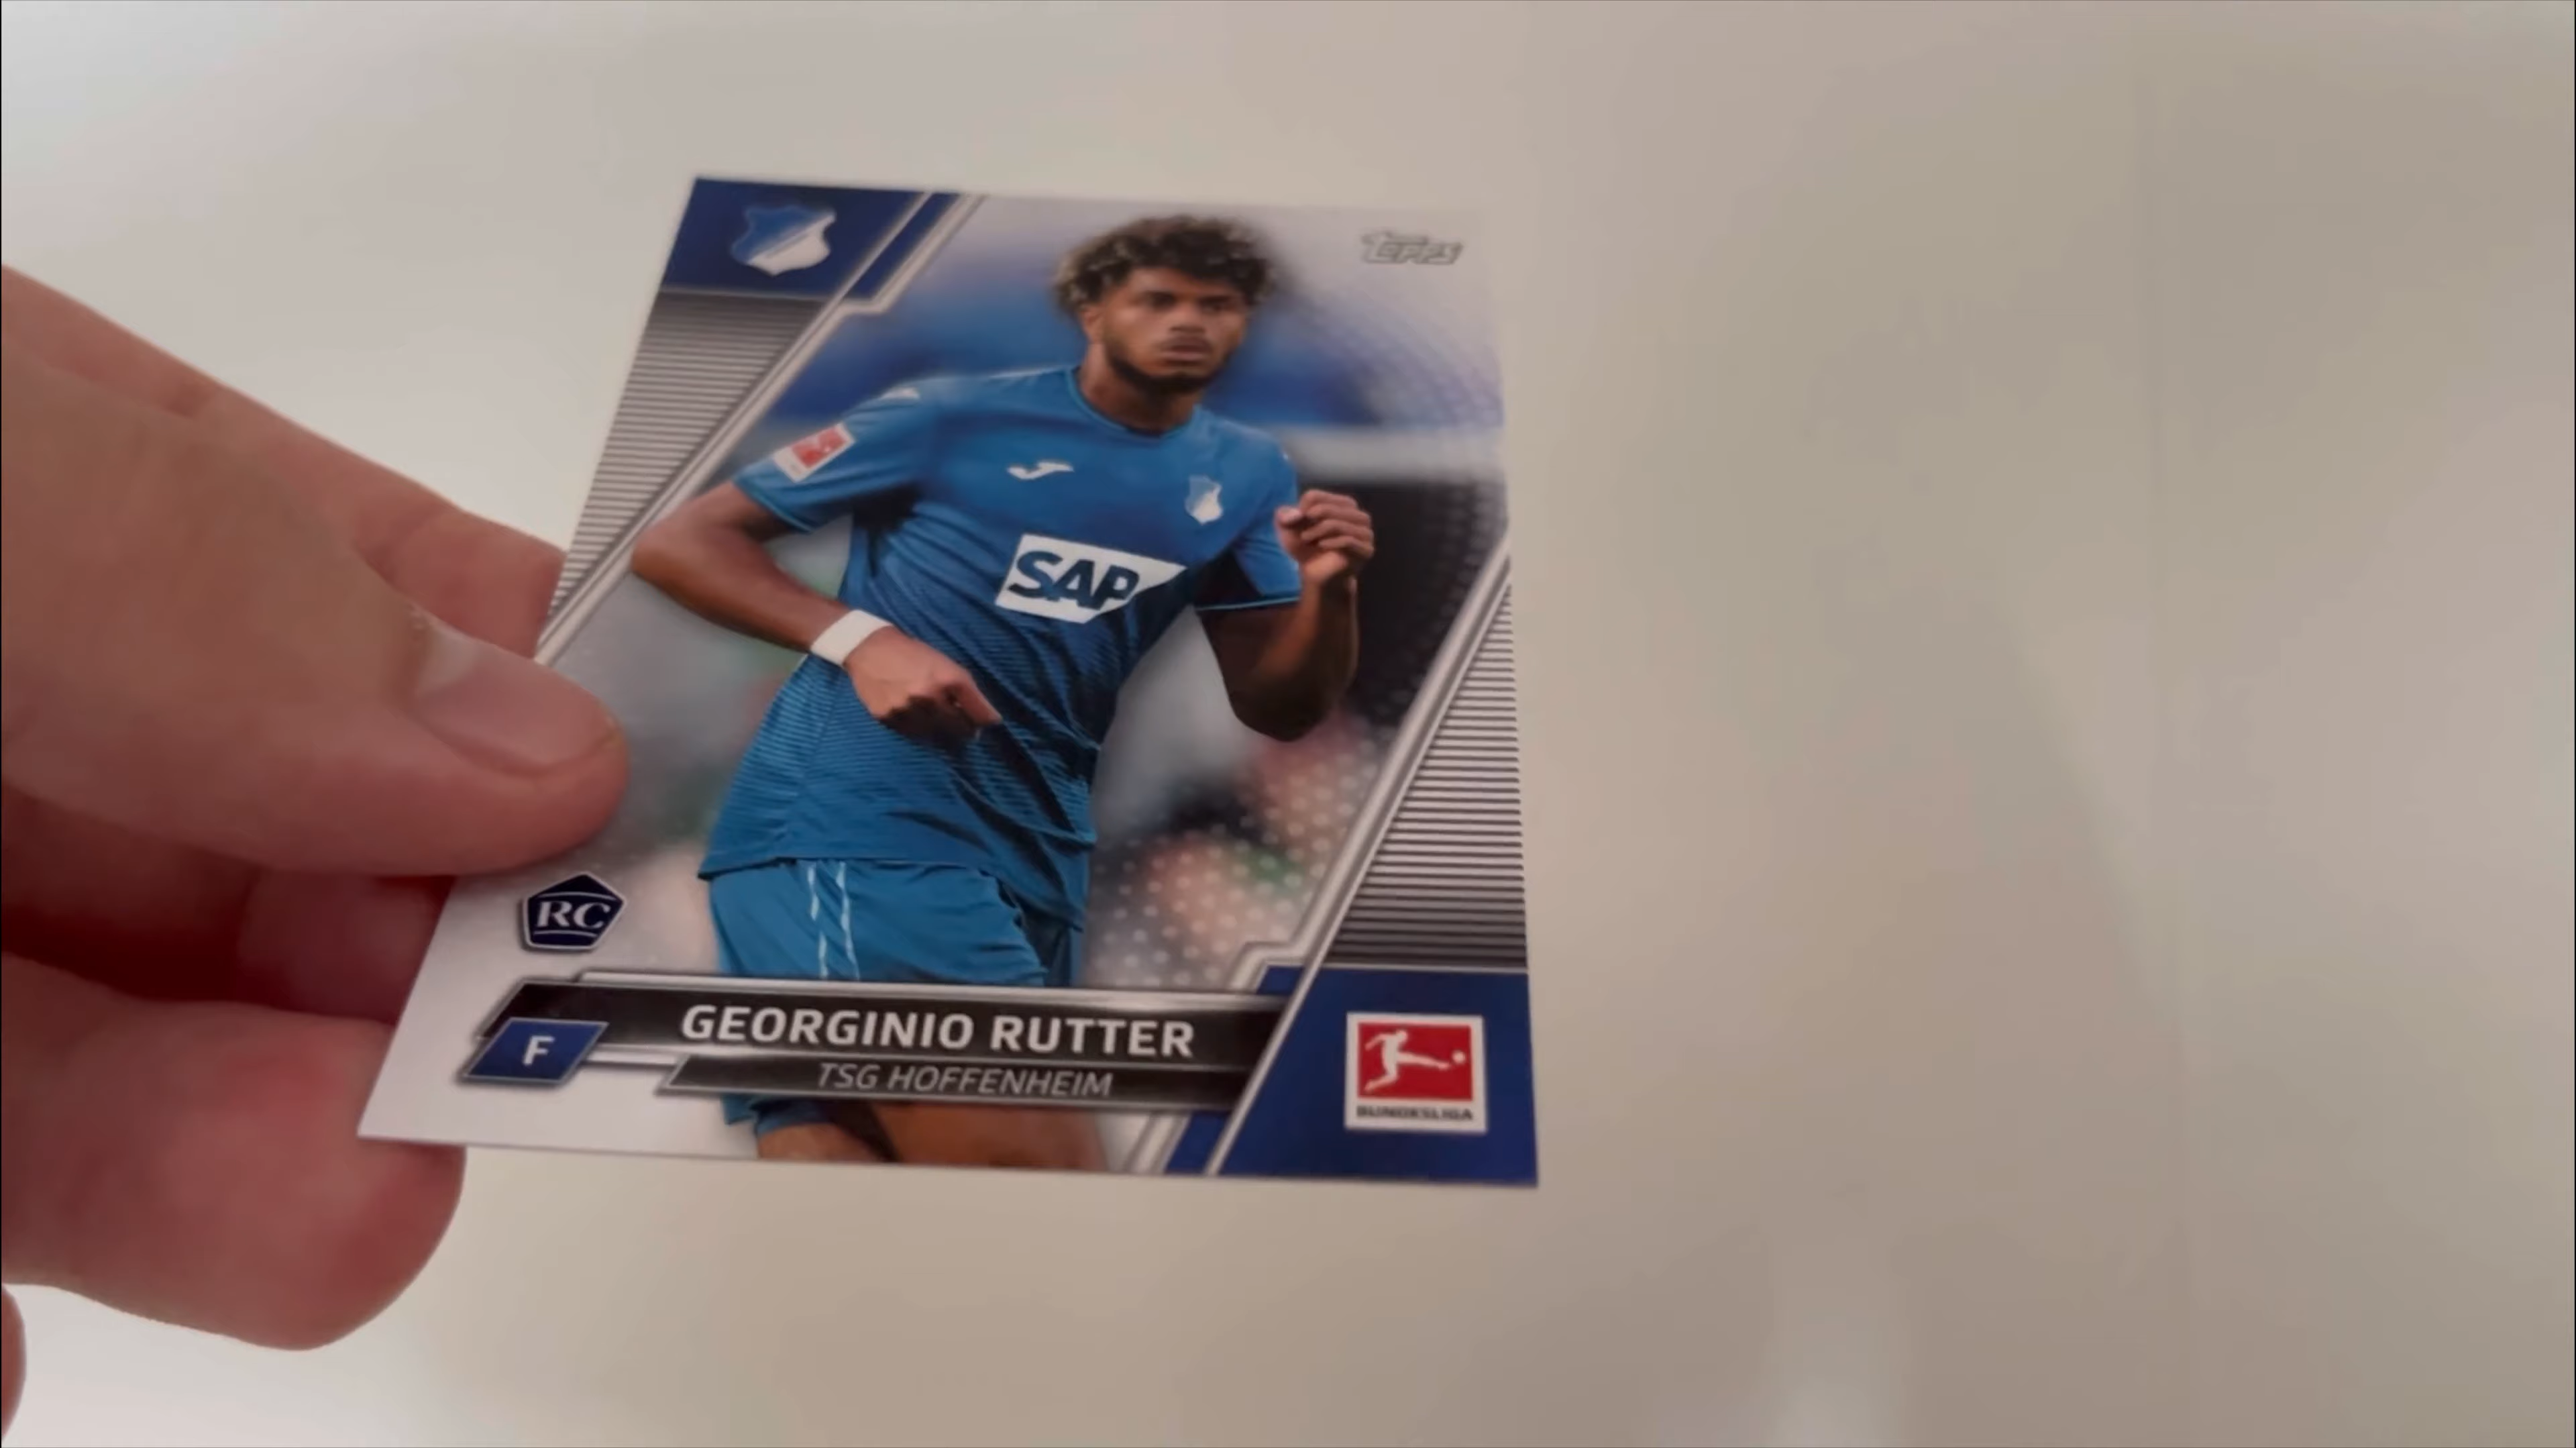 Topps
SAP
RC
GEORGINIO RUTTER
F
TSG HOFFENHEIM
BUNDESLIGA